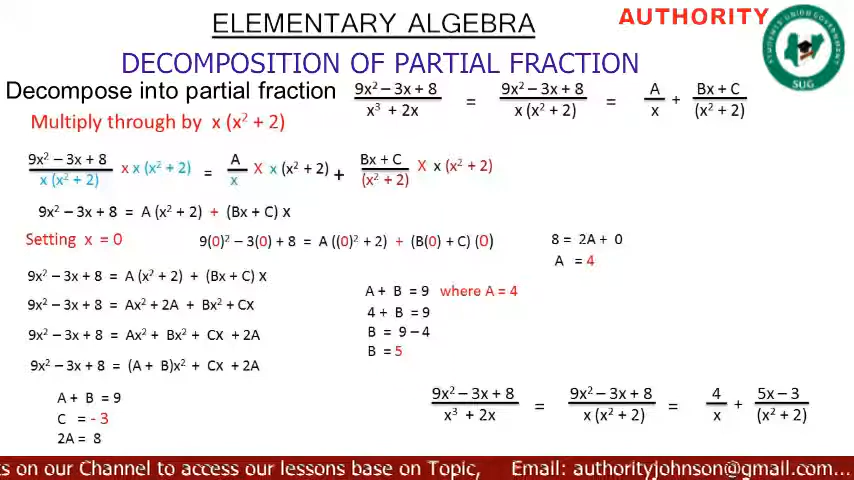 ELEMENTARY ALGEBRA
AUTHORITY
STUDENTS UNION GOVERNMENT
SUG
DECOMPOSITION OF PARTIAL FRACTION
Decompose into partial fraction (9x² – 3x + 8)/(x³ + 2x) = (9x² – 3x + 8)/(x (x² + 2)) = A/x + (Bx + C)/((x² + 2))
Multiply through by x (x² + 2)
(9x² – 3x + 8)/(x (x² + 2)) x x (x² + 2) = A/x X x (x² + 2) + (Bx + C)/((x² + 2)) X x (x² + 2)
9x² – 3x + 8 = A (x² + 2) + (Bx + C) x
Setting x = 0 9(0)² – 3(0) + 8 = A ((0)² + 2) + (B(0) + C) (0) 8 = 2A + 0
A = 4
9x² – 3x + 8 = A (x² + 2) + (Bx + C) x
9x² – 3x + 8 = Ax² + 2A + Bx² + Cx
9x² – 3x + 8 = Ax² + Bx² + Cx + 2A
9x² – 3x + 8 = (A + B)x² + Cx + 2A
A + B = 9
C = - 3
2A = 8
A + B = 9 where A = 4
4 + B = 9
B = 9 – 4
B = 5
(9x² – 3x + 8)/(x³ + 2x) = (9x² – 3x + 8)/(x (x² + 2)) = 4/x + (5x – 3)/((x² + 2))
on our Channel to access our lessons base on Topic, Email: authorityjohnson@gmail.com...